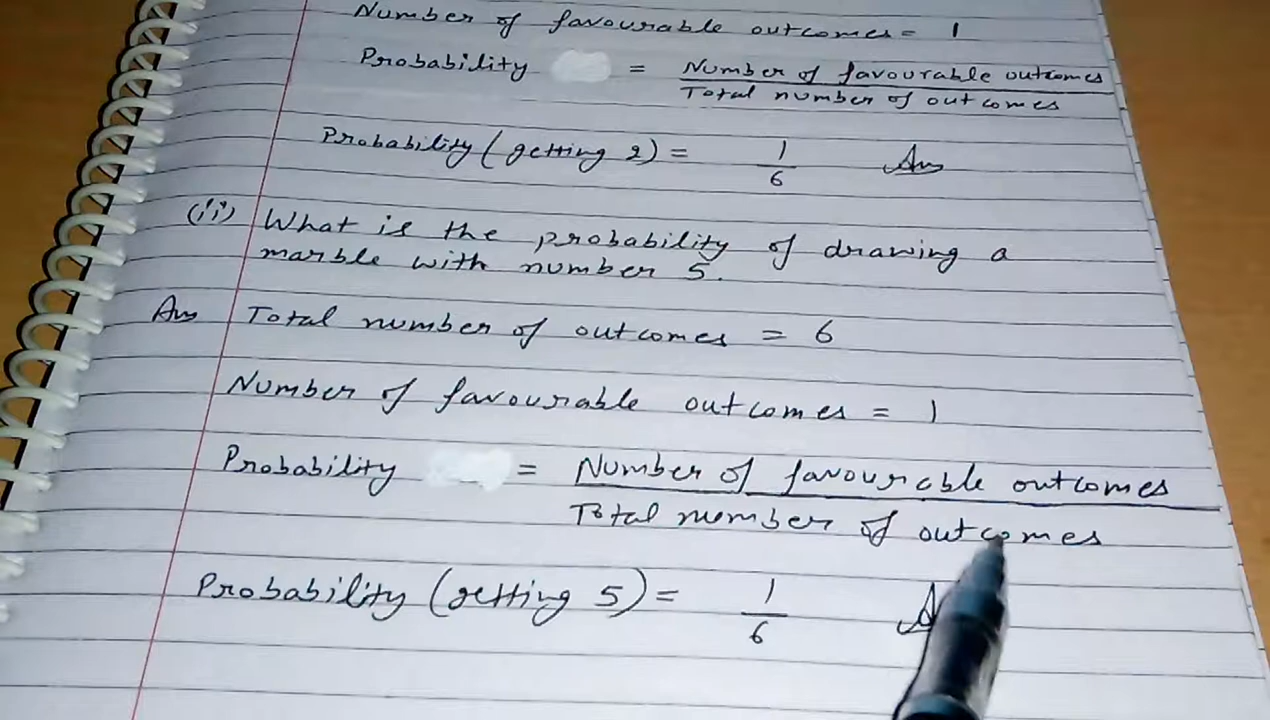 Number of favourable outcomes = 1
Probability = Number of favourable outcomes
Total number of outcomes
Probability (getting 2) = 1
6 Ans
(ii) What is the probability of drawing a
marble with number 5.
Ans Total number of outcomes = 6
Number of favourable outcomes = 1
Probability = Number of favourable outcomes
Total number of outcomes
Probability (getting 5) = 1
6